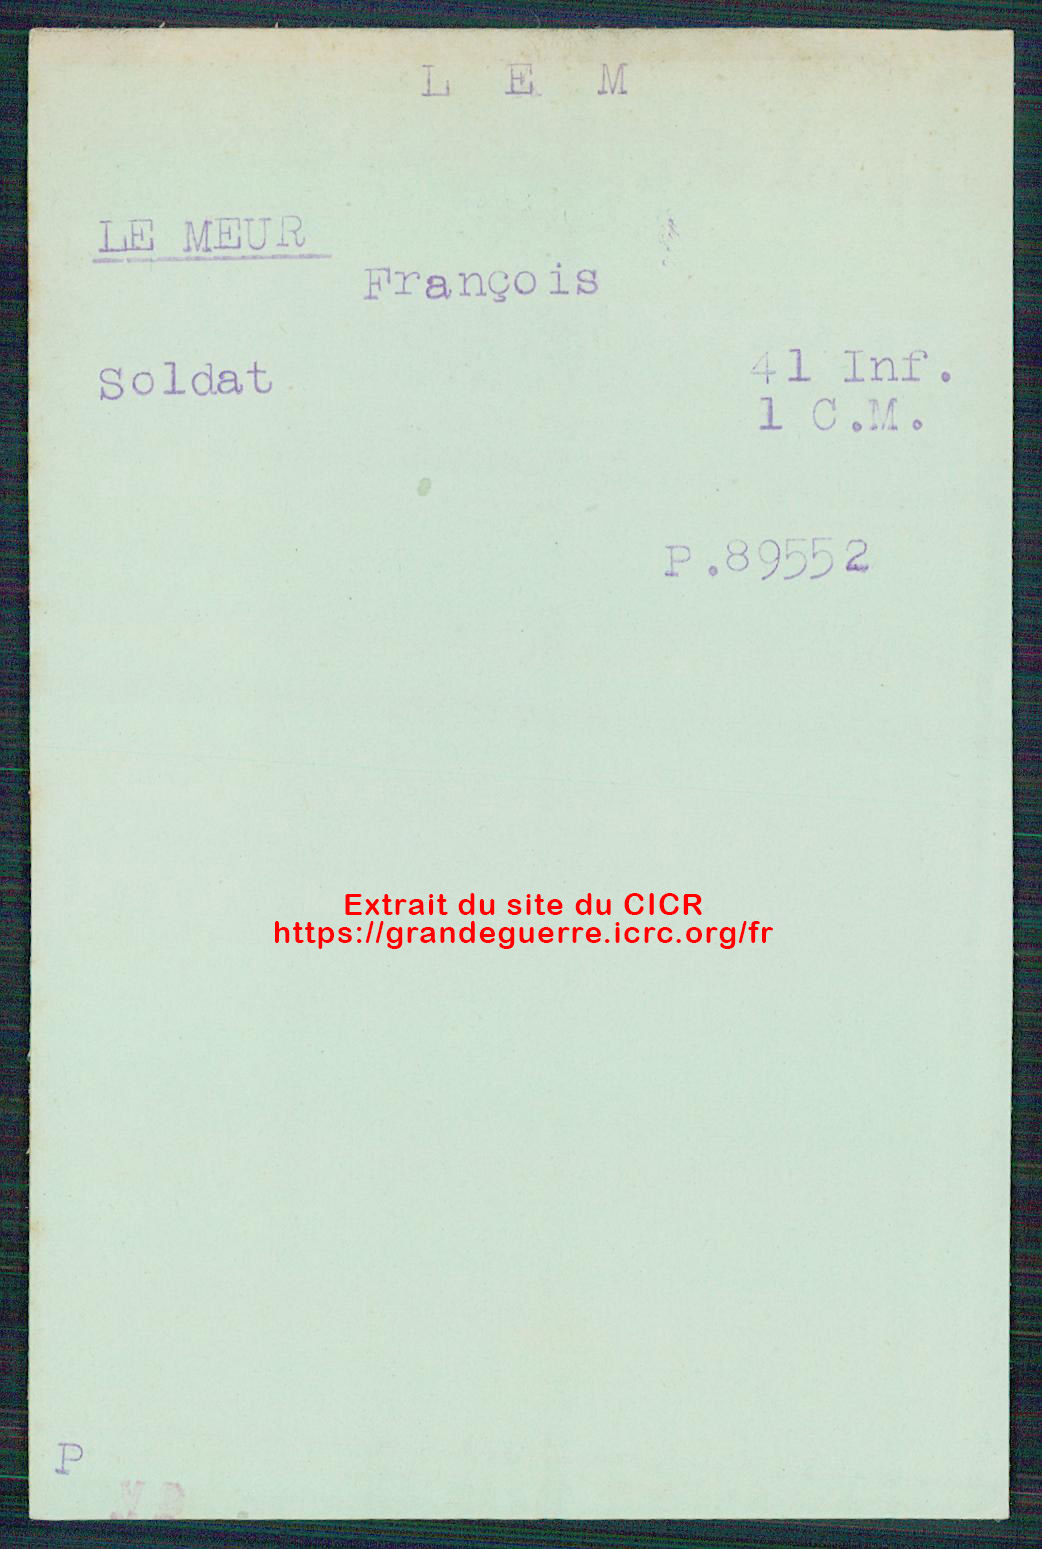 L E M
LE MEUR
François
Soldat 41 Inf.
1 C.M.
P.89552
Extrait du site du CICR
https://grandeguerre.icrc.org/fr
P